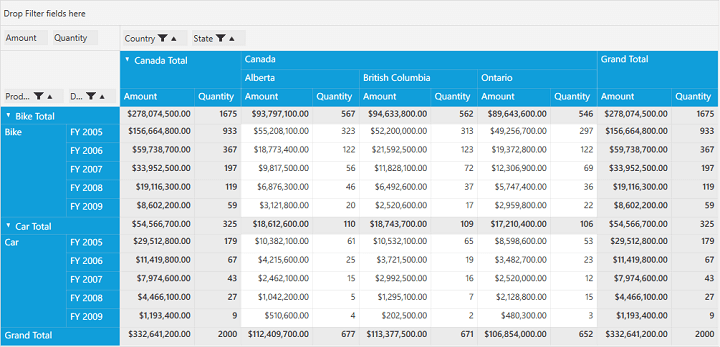 Drop Filter fields here
Amount Quantity Country State
Canada Total Canada Grand Total
Alberta British Columbia Ontario
Prod... D... Amount Quantity Amount Quantity Amount Quantity Amount Quantity Amount Quantity
Bike Total $278,074,500.00 1675 $93,797,100.00 567 $94,633,800.00 562 $89,643,600.00 546 $278,074,500.00 1675
Bike FY 2005 $156,664,800.00 933 $55,208,100.00 323 $52,200,000.00 313 $49,256,700.00 297 $156,664,800.00 933
FY 2006 $59,738,700.00 367 $18,773,400.00 122 $21,592,500.00 123 $19,372,800.00 122 $59,738,700.00 367
FY 2007 $33,952,500.00 197 $9,817,500.00 56 $11,828,100.00 72 $12,306,900.00 69 $33,952,500.00 197
FY 2008 $19,116,300.00 119 $6,876,300.00 46 $6,492,600.00 37 $5,747,400.00 36 $19,116,300.00 119
FY 2009 $8,602,200.00 59 $3,121,800.00 20 $2,520,600.00 17 $2,959,800.00 22 $8,602,200.00 59
Car Total $54,566,700.00 325 $18,612,600.00 110 $18,743,700.00 109 $17,210,400.00 106 $54,566,700.00 325
Car FY 2005 $29,512,800.00 179 $10,382,100.00 61 $10,532,100.00 65 $8,598,600.00 53 $29,512,800.00 179
FY 2006 $11,419,800.00 67 $4,215,600.00 25 $3,721,500.00 19 $3,482,700.00 23 $11,419,800.00 67
FY 2007 $7,974,600.00 43 $2,462,100.00 15 $2,992,500.00 16 $2,520,000.00 12 $7,974,600.00 43
FY 2008 $4,466,100.00 27 $1,042,200.00 5 $1,295,100.00 7 $2,128,800.00 15 $4,466,100.00 27
FY 2009 $1,193,400.00 9 $510,600.00 4 $202,500.00 2 $480,300.00 3 $1,193,400.00 9
Grand Total $332,641,200.00 2000 $112,409,700.00 677 $113,377,500.00 671 $106,854,000.00 652 $332,641,200.00 2000